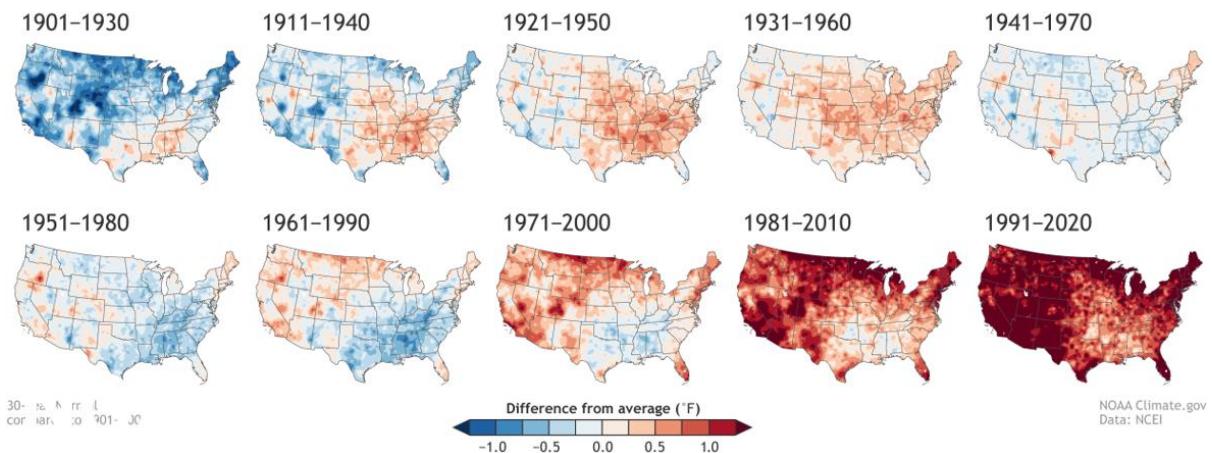 1901–1930 1911–1940 1921–1950 1931–1960 1941–1970
1951–1980 1961–1990 1971–2000 1981–2010 1991–2020
30-
to
Difference from average (°F)
−1.0 −0.5 0.0 0.5 1.0
NOAA Climate.gov
Data: NCEI